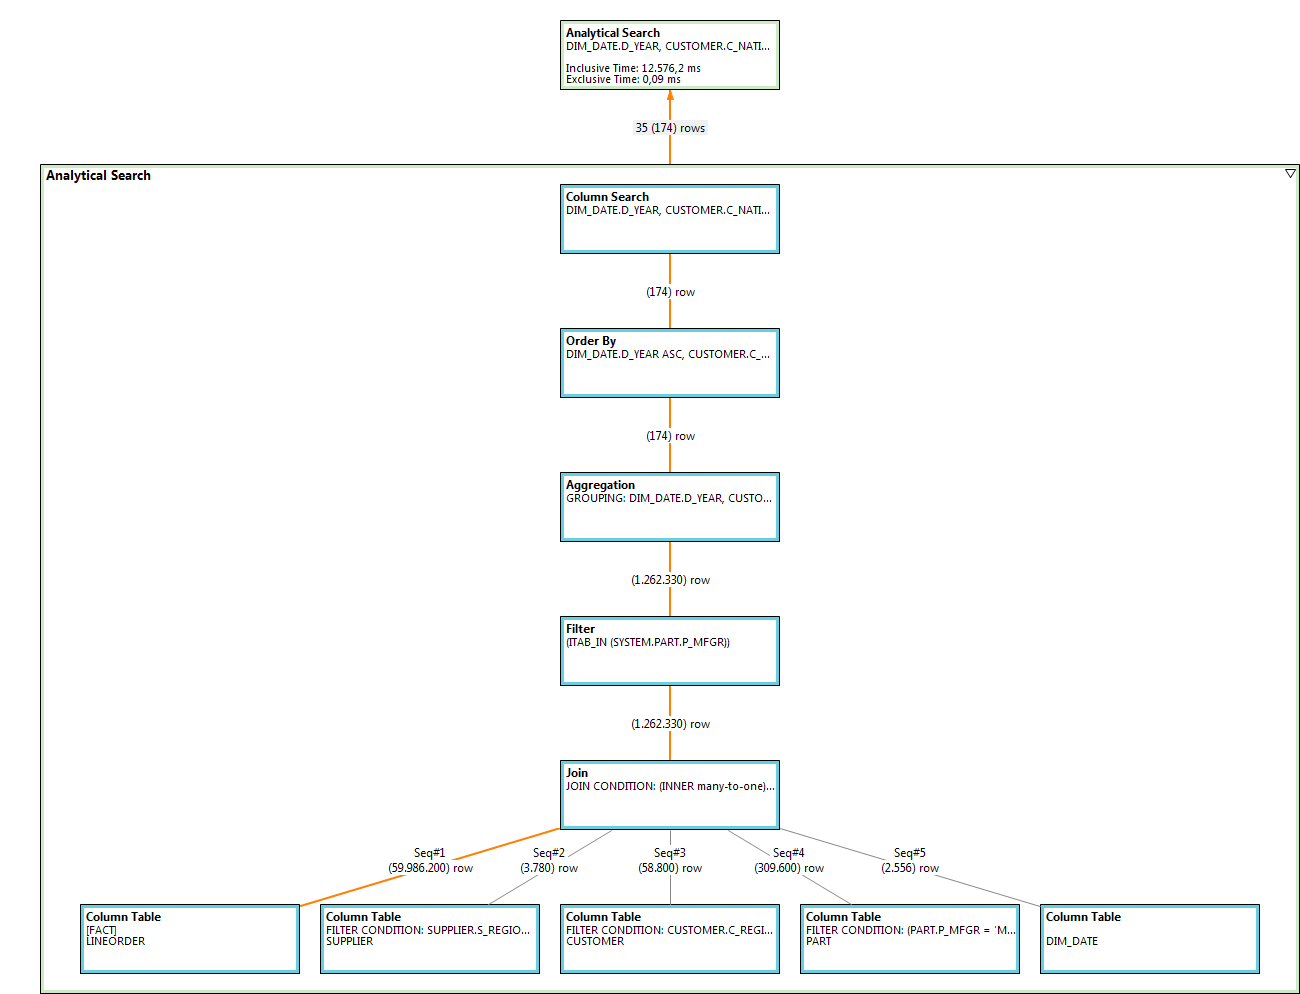 Analytical Search
DIM_DATE.D_YEAR, CUSTOMER.C_NATI...
Inclusive Time: 12.576,2 ms
Exclusive Time: 0,09 ms
35 (174) rows
Analytical Search
Column Search
DIM_DATE.D_YEAR, CUSTOMER.C_NATI...
(174) row
Order By
DIM_DATE.D_YEAR ASC, CUSTOMER.C_...
(174) row
Aggregation
GROUPING: DIM_DATE.D_YEAR, CUSTO...
(1.262.330) row
Filter
(ITAB_IN (SYSTEM.PART.P_MFGR))
(1.262.330) row
Join
JOIN CONDITION: (INNER many-to-one)...
Seq#1
(59.986.200) row
Seq#2
(3.780) row
Seq#3
(58.800) row
Seq#4
(309.600) row
Seq#5
(2.556) row
Column Table
[FACT]
LINEORDER
Column Table
FILTER CONDITION: SUPPLIER.S_REGIO...
SUPPLIER
Column Table
FILTER CONDITION: CUSTOMER.C_REGI...
CUSTOMER
Column Table
FILTER CONDITION: (PART.P_MFGR = 'M...
PART
Column Table
DIM_DATE